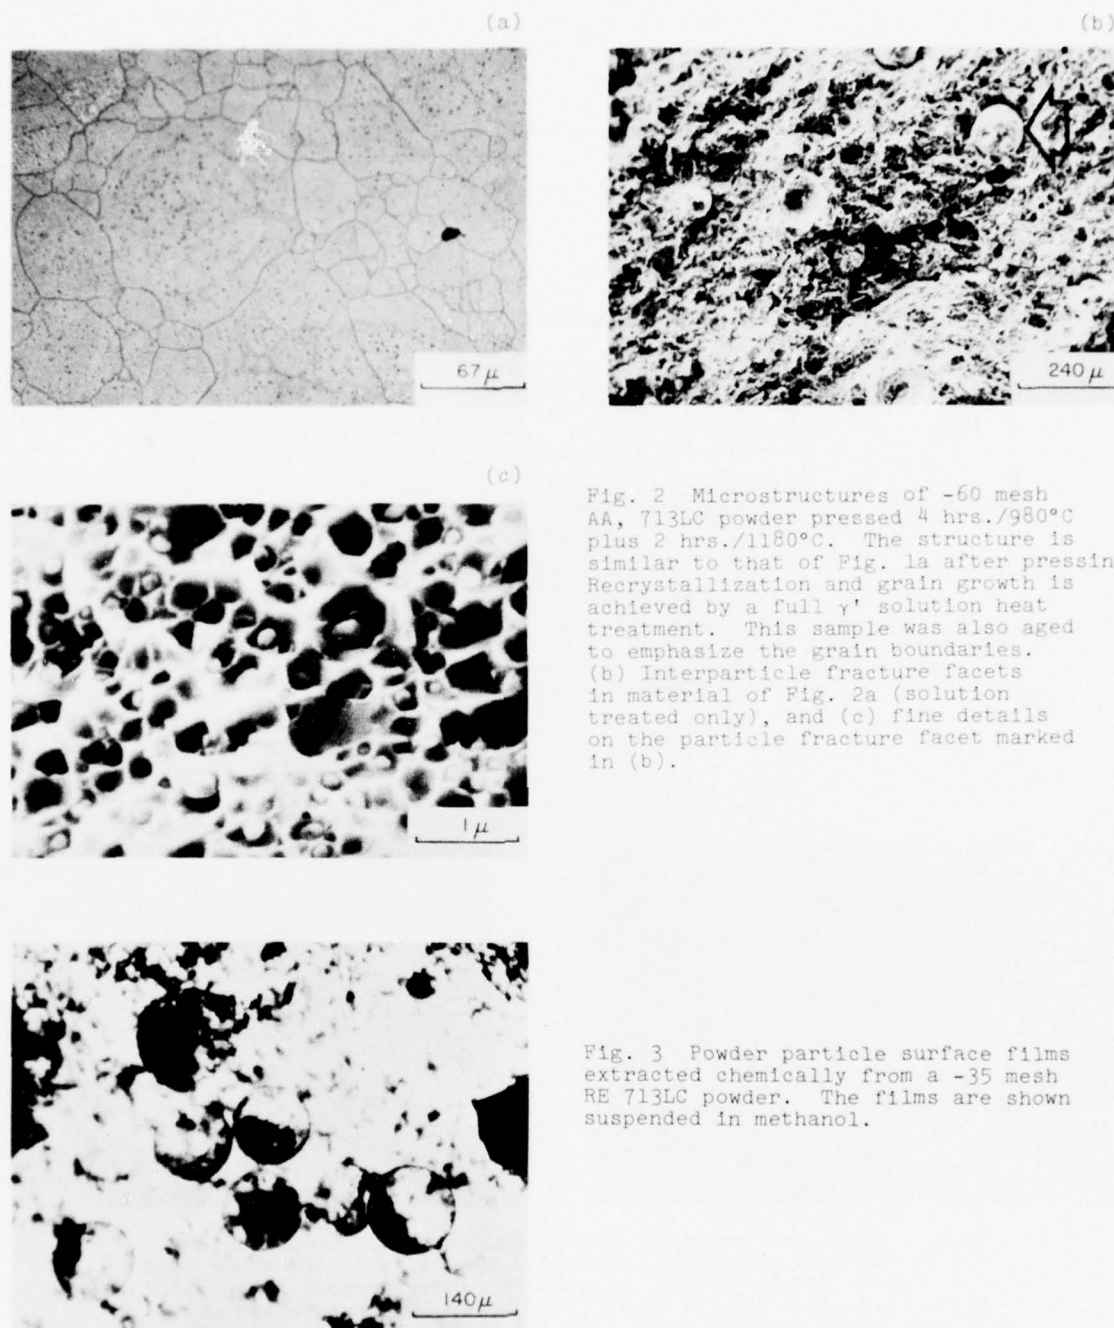 (a)
(b)
67 μ
240 μ
(c)
1 μ
Fig. 2 Microstructures of -60 mesh
AA, 713LC powder pressed 4 hrs./980°C
plus 2 hrs./1180°C. The structure is
similar to that of Fig. 1a after pressin
Recrystallization and grain growth is
achieved by a full γ' solution heat
treatment. This sample was also aged
to emphasize the grain boundaries.
(b) Interparticle fracture facets
in material of Fig. 2a (solution
treated only), and (c) fine details
on the particle fracture facet marked
in (b).
140 μ
Fig. 3 Powder particle surface films
extracted chemically from a -35 mesh
RE 713LC powder. The films are shown
suspended in methanol.